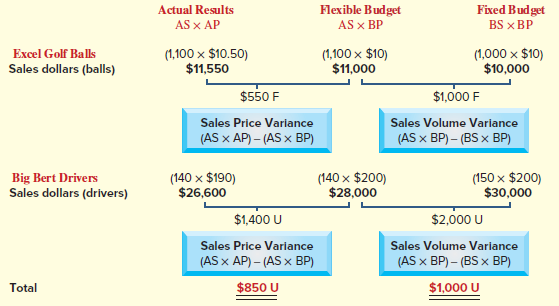 Actual Results Flexible Budget Fixed Budget
AS × AP AS × BP BS × BP
Excel Golf Balls (1,100 × $10.50) (1,100 × $10) (1,000 × $10)
Sales dollars (balls) $11,550 $11,000 $10,000
$550 F $1,000 F
Sales Price Variance Sales Volume Variance
(AS × AP) – (AS × BP) (AS × BP) – (BS × BP)
Big Bert Drivers (140 × $190) (140 × $200) (150 × $200)
Sales dollars (drivers) $26,600 $28,000 $30,000
$1,400 U $2,000 U
Sales Price Variance Sales Volume Variance
(AS × AP) – (AS × BP) (AS × BP) – (BS × BP)
Total $850 U $1,000 U